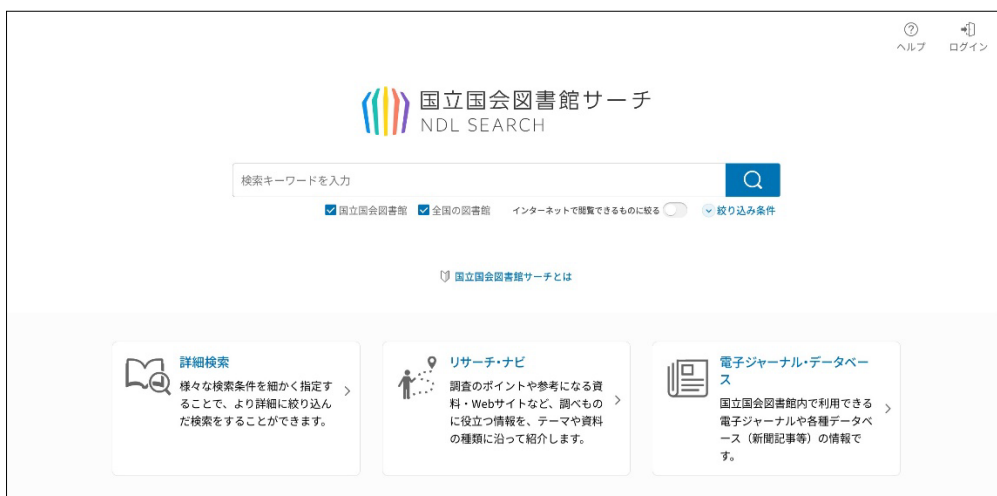 ヘルプ ログイン
国立国会図書館サーチ
NDL SEARCH
検索キーワードを入力
国立国会図書館 全国の図書館 インターネットで閲覧できるものに絞る 絞り込み条件
国立国会図書館サーチとは
詳細検索
様々な検索条件を細かく指定す
ることで、より詳細に絞り込ん
だ検索をすることができます。
リサーチ・ナビ
調査のポイントや参考になる資
料・Webサイトなど、調べもの
に役立つ情報を、テーマや資料
の種類に沿って紹介します。
電子ジャーナル・データベー
ス
国立国会図書館内で利用できる
電子ジャーナルや各種データベ
ース（新聞記事等）の情報で
す。